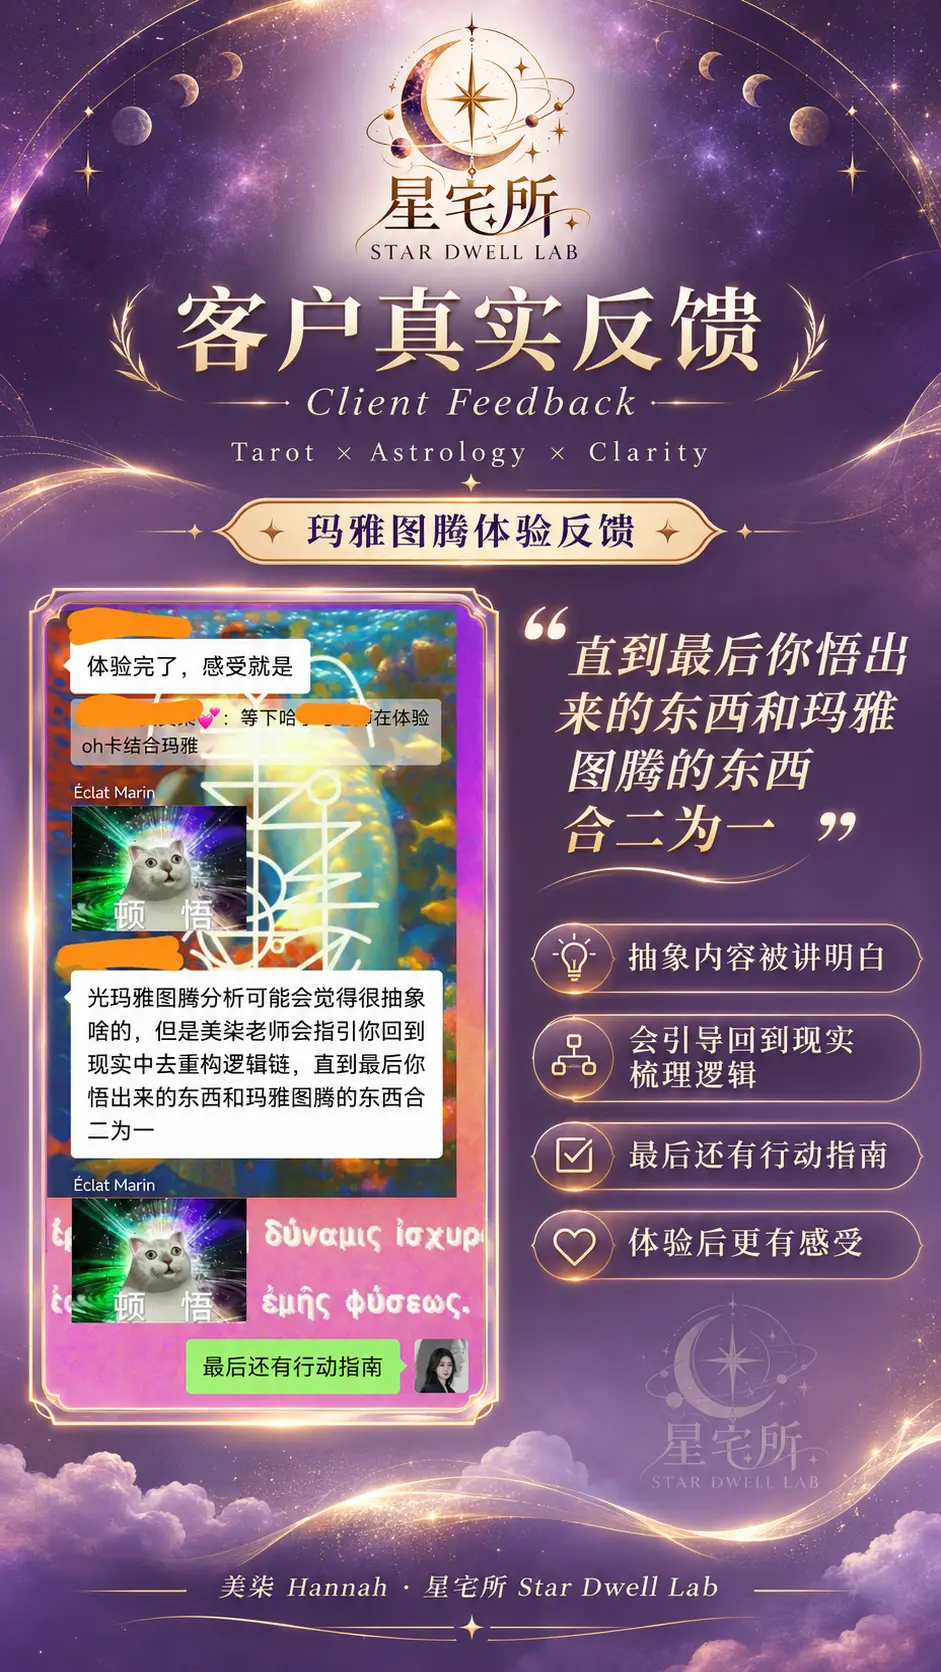 星宅所
STAR DWELL LAB
客户真实反馈
Client Feedback
Tarot × Astrology × Clarity
玛雅图腾体验反馈
体验完了，感受就是
💕：等下哈
在体验
oh卡结合玛雅
Éclat Marin
顿 悟
光玛雅图腾分析可能会觉得很抽象
啥的，但是美柒老师会指引你回到
现实中去重构逻辑链，直到最后你
悟出来的东西和玛雅图腾的东西合
二为一
Éclat Marin
顿 悟
δύναμις ἰσχυρ
ἐμῆς φύσεως.
最后还有行动指南
“直到最后你悟出
来的东西和玛雅
图腾的东西
合二为一”
抽象内容被讲明白
会引导回到现实
梳理逻辑
最后还有行动指南
体验后更有感受
星宅所
STAR DWELL LAB
美柒 Hannah · 星宅所 Star Dwell Lab